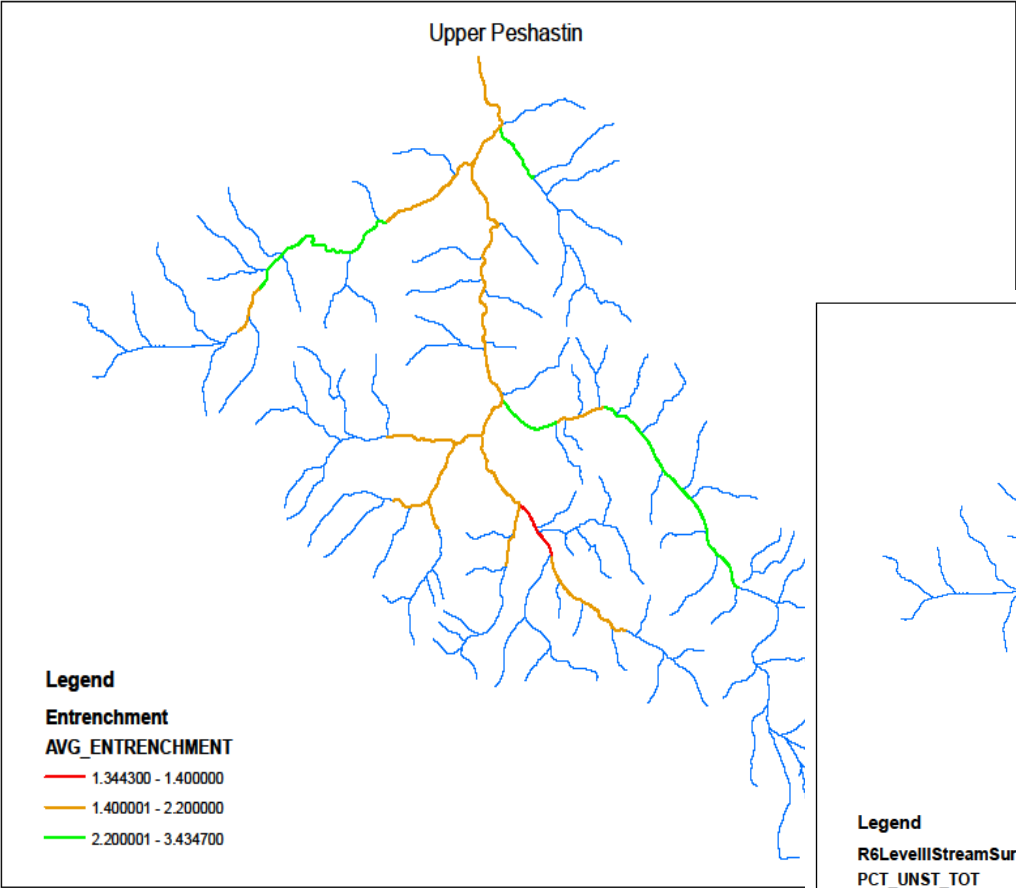 Upper Peshastin
Legend
Entrenchment
AVG_ENTRENCHMENT
1.344300 - 1.400000
1.400001 - 2.200000
2.200001 - 3.434700
Legend
R6LevelIIStreamSur
PCT_UNST_TOT